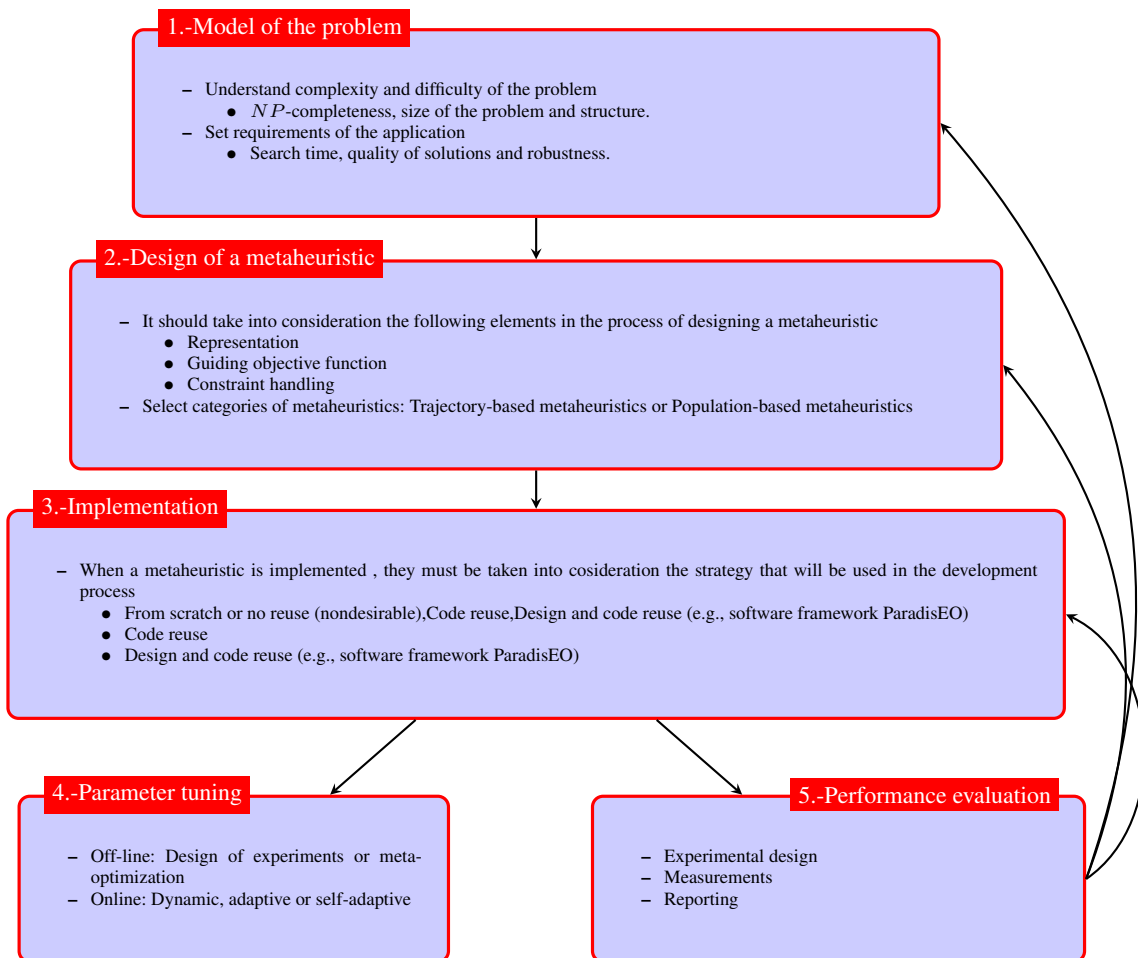 1.-Model of the problem
– Understand complexity and difficulty of the problem
• NP-completeness, size of the problem and structure.
– Set requirements of the application
• Search time, quality of solutions and robustness.
2.-Design of a metaheuristic
– It should take into consideration the following elements in the process of designing a metaheuristic
• Representation
• Guiding objective function
• Constraint handling
– Select categories of metaheuristics: Trajectory-based metaheuristics or Population-based metaheuristics
3.-Implementation
– When a metaheuristic is implemented , they must be taken into cosideration the strategy that will be used in the development
process
• From scratch or no reuse (nondesirable),Code reuse,Design and code reuse (e.g., software framework ParadisEO)
• Code reuse
• Design and code reuse (e.g., software framework ParadisEO)
4.-Parameter tuning
– Off-line: Design of experiments or meta-
optimization
– Online: Dynamic, adaptive or self-adaptive
5.-Performance evaluation
– Experimental design
– Measurements
– Reporting